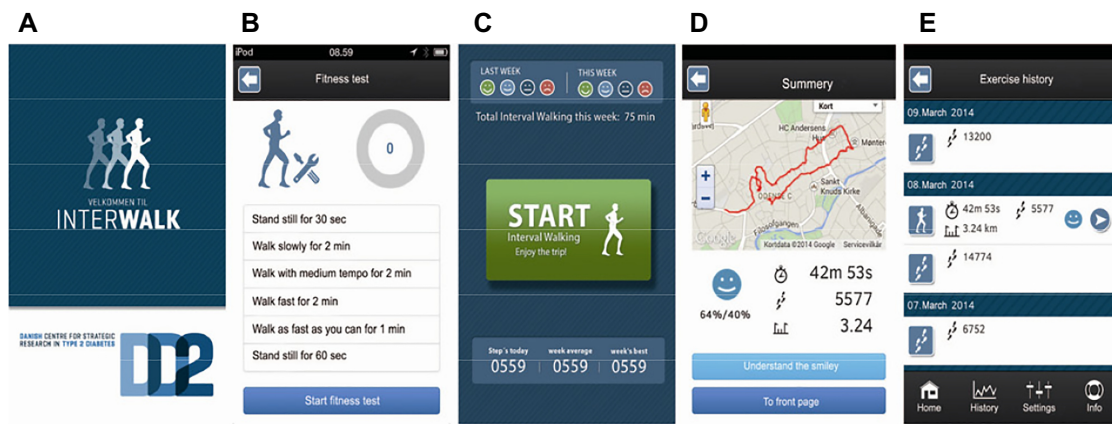 A
VELKOMMEN TIL
INTERWALK
DANISH CENTRE FOR STRATEGIC
RESEARCH IN TYPE 2 DIABETES
DD2
B
iPod 08.59
Fitness test
0
Stand still for 30 sec
Walk slowly for 2 min
Walk with medium tempo for 2 min
Walk fast for 2 min
Walk as fast as you can for 1 min
Stand still for 60 sec
Start fitness test
C
LAST WEEK THIS WEEK
Total Interval Walking this week: 75 min
START
Interval Walking
Enjoy the trip!
Step's today week average week's best
0559 0559 0559
D
Summery
Kort
HC Andersens
Hus
Møntere
ODENSE C
Sankt
Knuds Kirke
Filosofgangen
Albanigade
Google
Kortdata ©2014 Google Servicevilkår
42m 53s
64%/40%
5577
3.24
Understand the smiley
To front page
E
Exercise history
09.March 2014
13200
08.March 2014
42m 53s 5577
3.24 km
14774
07.March 2014
6752
Home History Settings Info